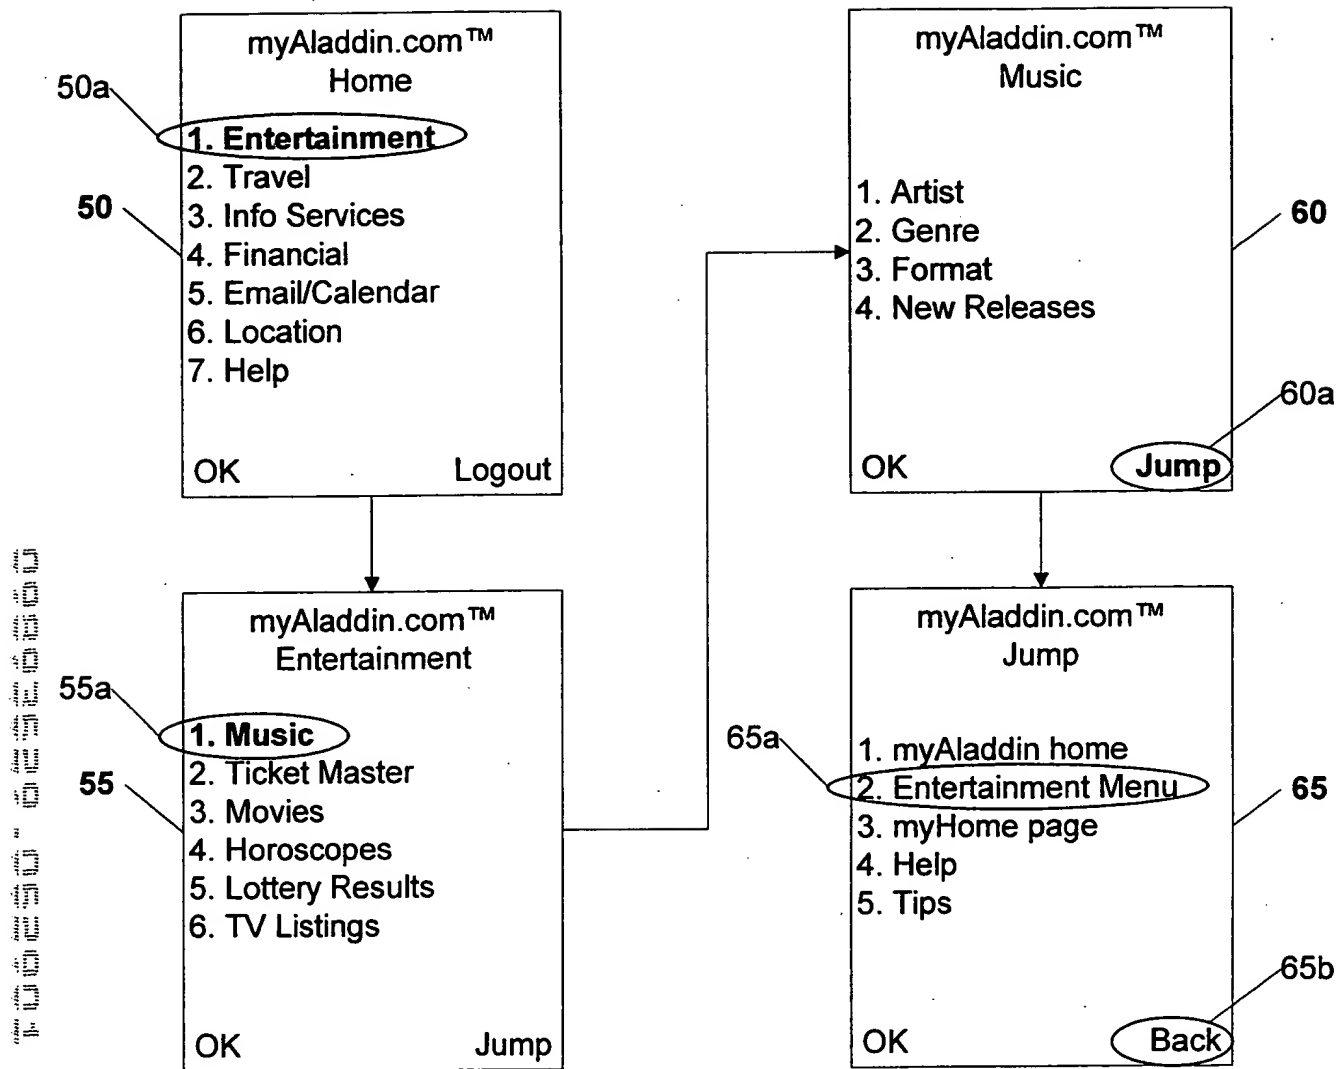 myAladdin.com™
Home
50a
1. Entertainment
2. Travel
50
3. Info Services
4. Financial
5. Email/Calendar
6. Location
7. Help
OK Logout
myAladdin.com™
Entertainment
55a
1. Music
2. Ticket Master
55
3. Movies
4. Horoscopes
5. Lottery Results
6. TV Listings
OK Jump
myAladdin.com™
Music
1. Artist
60
2. Genre
3. Format
4. New Releases
60a
OK Jump
myAladdin.com™
Jump
65a
1. myAladdin home
2. Entertainment Menu
65
3. myHome page
4. Help
5. Tips
65b
OK Back